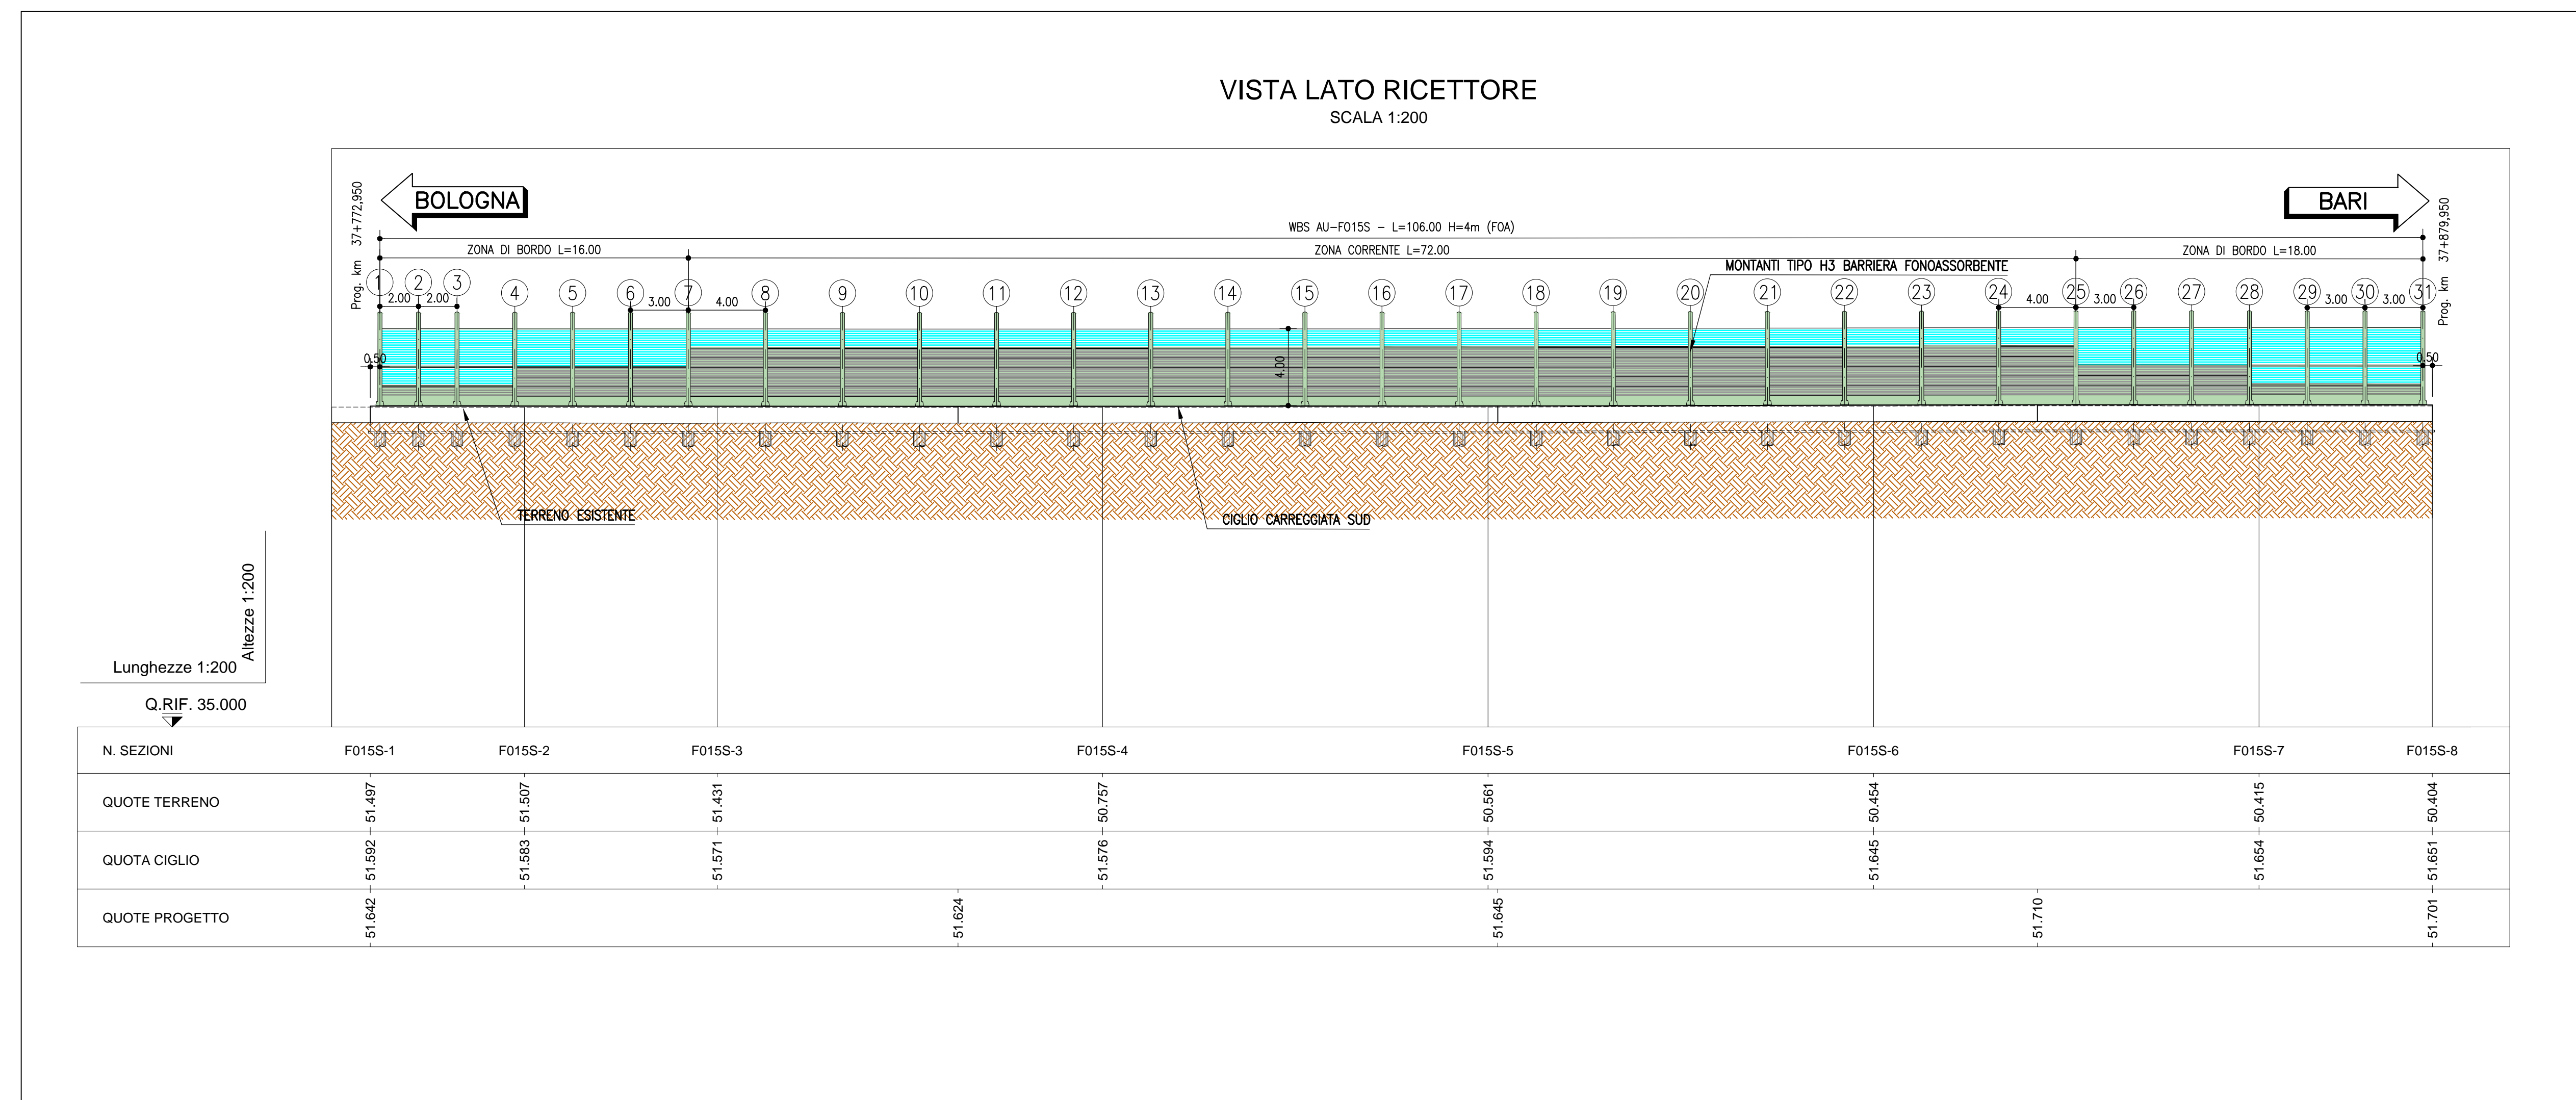 VISTA LATO RICETTORE
SCALA 1:200
BOLOGNA
BARI
Prog. km 37+772,950
Prog. km 37+879,950
WBS AU-FO15S - L=106.00 H=4m (FOA)
ZONA DI BORDO L=16.00
ZONA CORRENTE L=72.00
ZONA DI BORDO L=18.00
MONTANTI TIPO H3 BARRIERA FONOASSORBENTE
1 2 3 4 5 6 7 8 9 10 11 12 13 14 15 16 17 18 19 20 21 22 23 24 25 26 27 28 29 30 31
2.00 2.00 3.00 4.00 4.00 3.00 3.00 3.00
0.50 4.00 0.50
TERRENO ESISTENTE
CIGLIO CARREGGIATA SUD
Altezze 1:200
Lunghezze 1:200
Q.RIF. 35.000
N. SEZIONI F015S-1 F015S-2 F015S-3 F015S-4 F015S-5 F015S-6 F015S-7 F015S-8
QUOTE TERRENO 51.497 51.507 51.431 50.757 50.561 50.454 50.415 50.404
QUOTA CIGLIO 51.592 51.583 51.571 51.576 51.594 51.645 51.654 51.651
QUOTE PROGETTO 51.642 51.624 51.645 51.710 51.701